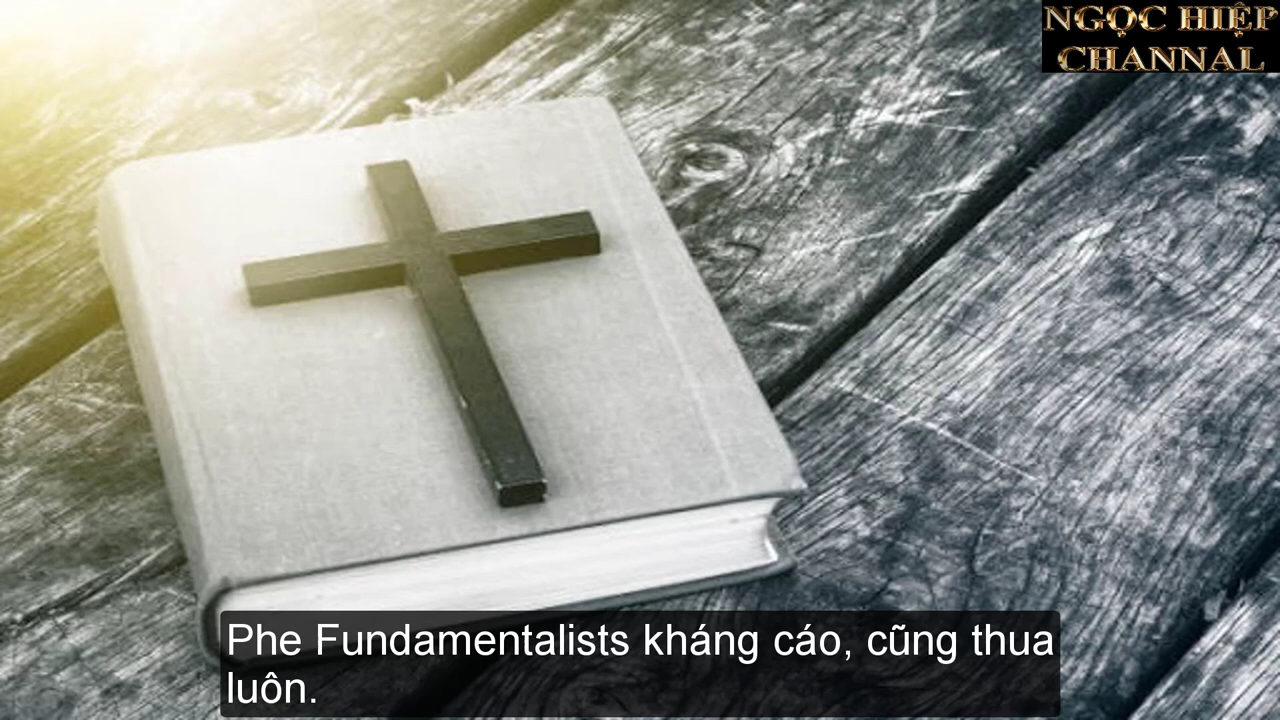 NGỌC HIỆP
CHANNAL
Phe Fundamentalists kháng cáo, cũng thua
luôn.